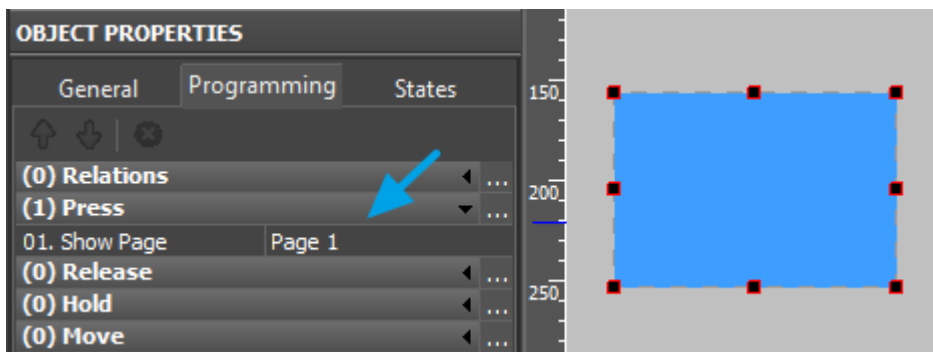 OBJECT PROPERTIES
General Programming States
(0) Relations ...
(1) Press ...
01. Show Page Page 1
(0) Release ...
(0) Hold ...
(0) Move ...
150
200
250